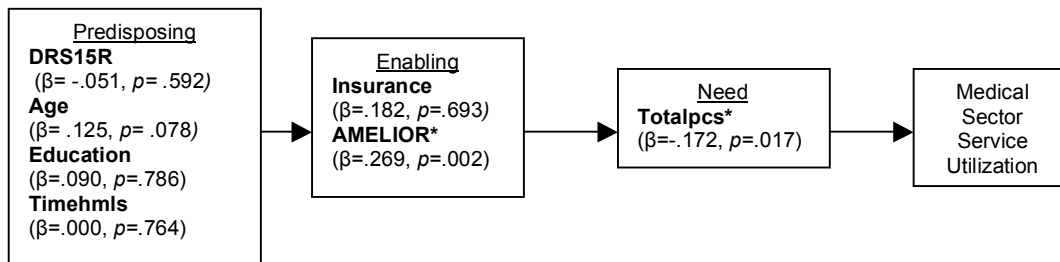 Predisposing
DRS15R
(β= -.051, p= .592)
Age
(β= .125, p= .078)
Education
(β=.090, p=.786)
Timehmls
(β=.000, p=.764)
Enabling
Insurance
(β=.182, p=.693)
AMELIOR*
(β=.269, p=.002)
Need
Totalpcs*
(β=-.172, p=.017)
Medical
Sector
Service
Utilization